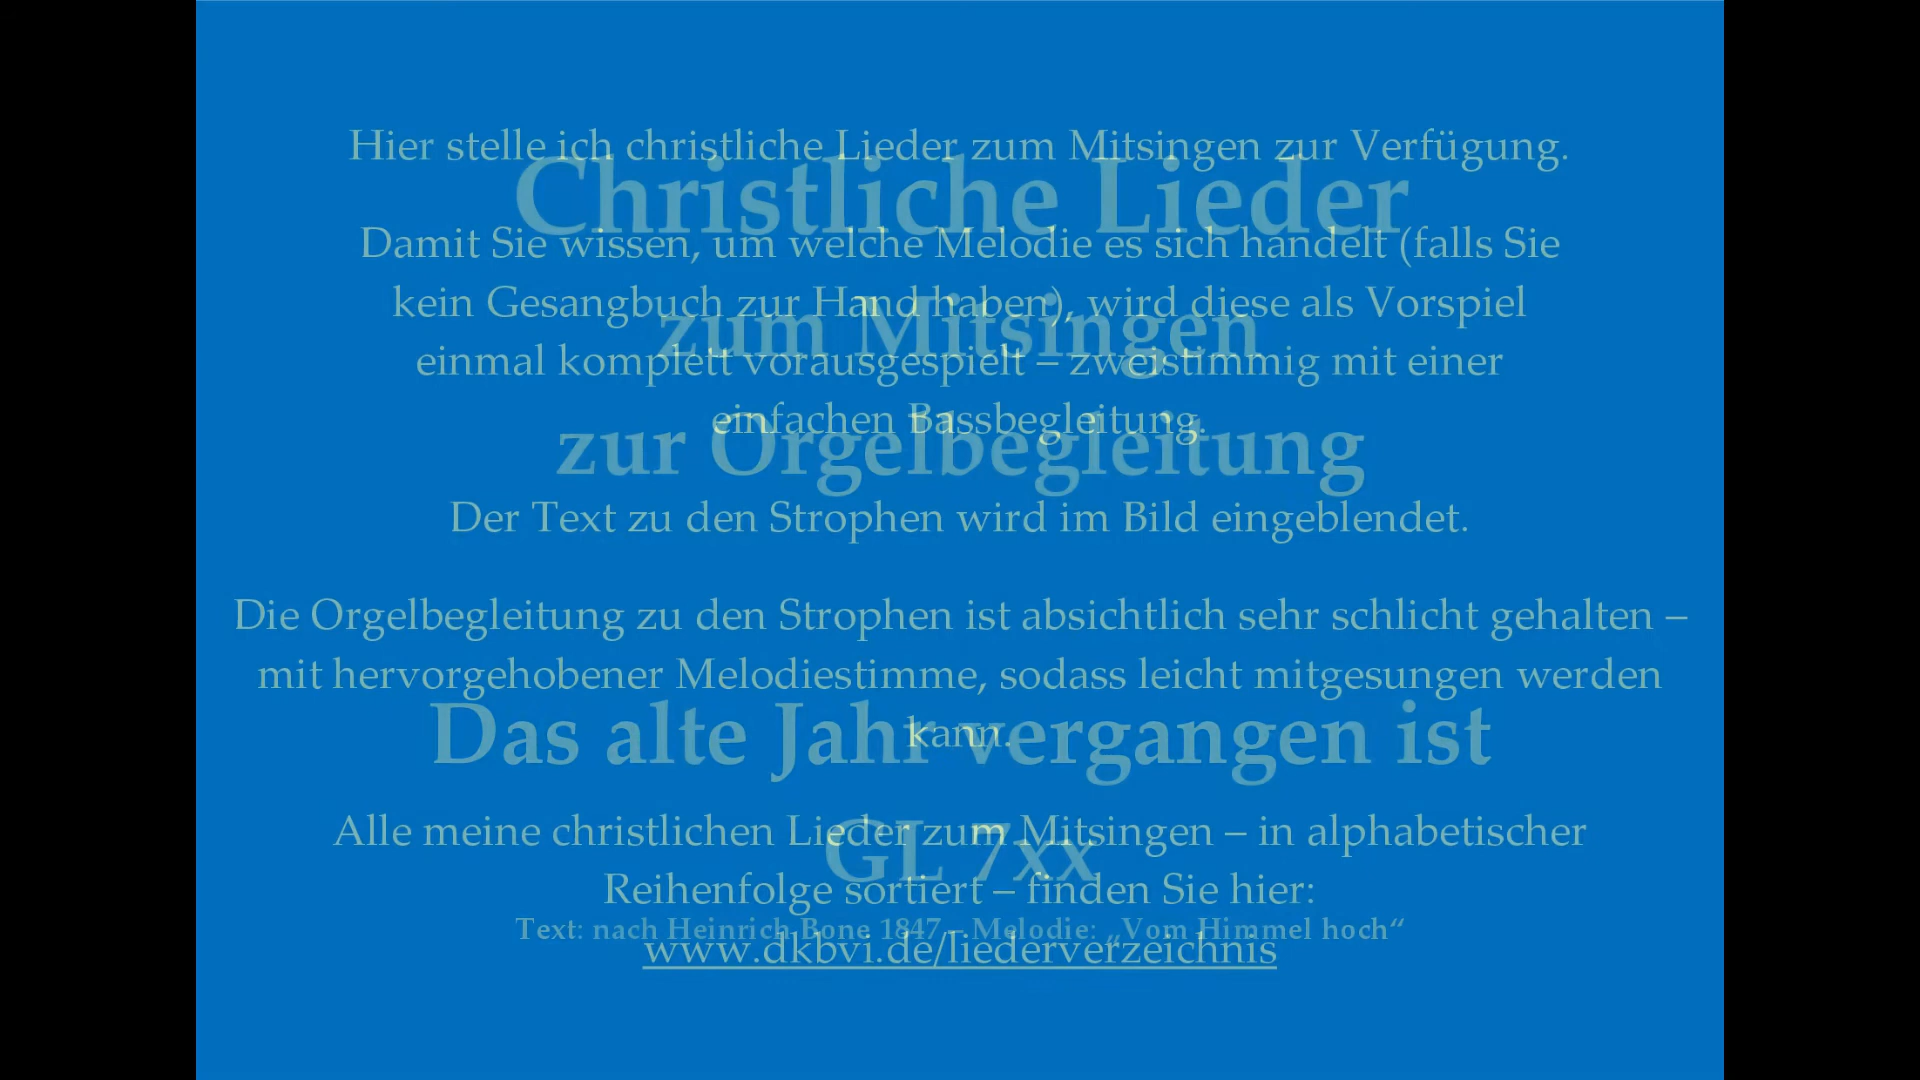 Hier stelle ich christliche Lieder zum Mitsingen zur Verfügung.
Christliche Lieder
Damit Sie wissen, um welche Melodie es sich handelt (falls Sie
kein Gesangbuch zur Hand haben), wird diese als Vorspiel
zum Mitsingen
einmal komplett vorausgespielt – zweistimmig mit einer
einfachen Bassbegleitung.
zur Orgelbegleitung
Der Text zu den Strophen wird im Bild eingeblendet.
Die Orgelbegleitung zu den Strophen ist absichtlich sehr schlicht gehalten –
mit hervorgehobener Melodiestimme, sodass leicht mitgesungen werden
kann.
Das alte Jahr vergangen ist
Alle meine christlichen Lieder zum Mitsingen – in alphabetischer
GL 7xx
Reihenfolge sortiert – finden Sie hier:
Text: nach Heinrich Bone 1847 – Melodie: „Vom Himmel hoch“
www.dkbvi.de/liederverzeichnis